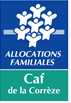 ALLOCATIONS
FAMILIALES
Caf
de la Corrèze